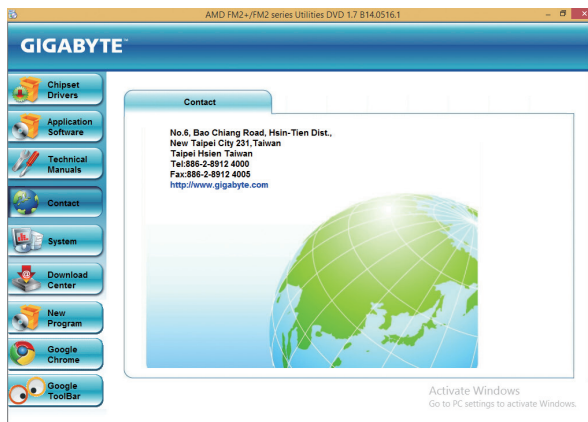 AMD FM2+/FM2 series Utilities DVD 1.7 B14.0516.1
GIGABYTE™
Chipset
Drivers
Application
Software
Technical
Manuals
Contact
System
Download
Center
New
Program
Google
Chrome
Google
ToolBar
Contact
No.6, Bao Chiang Road, Hsin-Tien Dist.,
New Taipei City 231,Taiwan
Taipei Hsien Taiwan
Tel:886-2-8912 4000
Fax:886-2-8912 4005
http://www.gigabyte.com
Activate Windows
Go to PC settings to activate Windows.